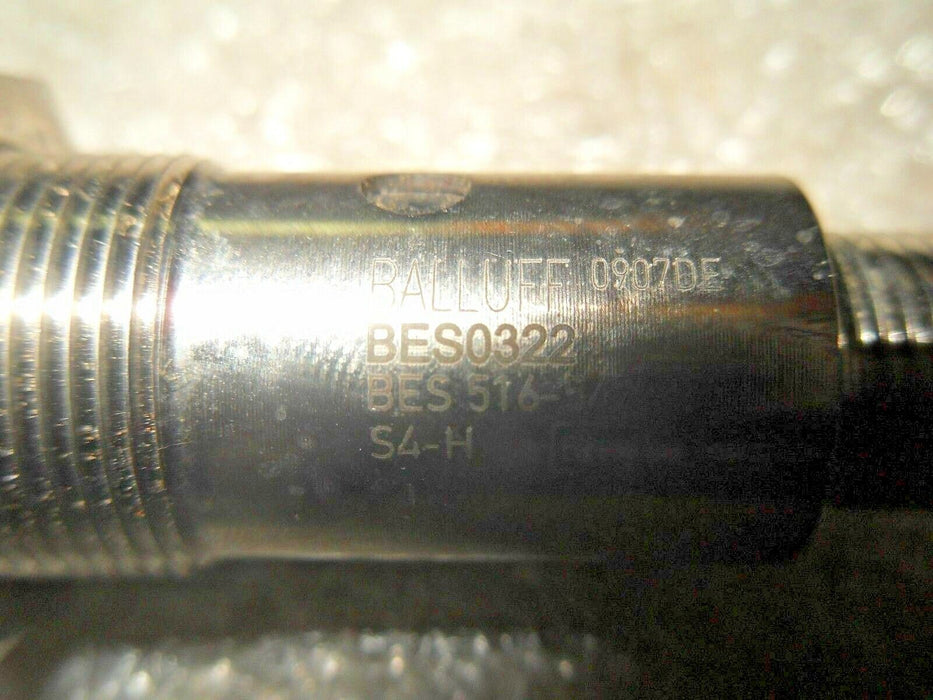 BALLUFF 0907DE
BES0322
BES 516-
S4-H